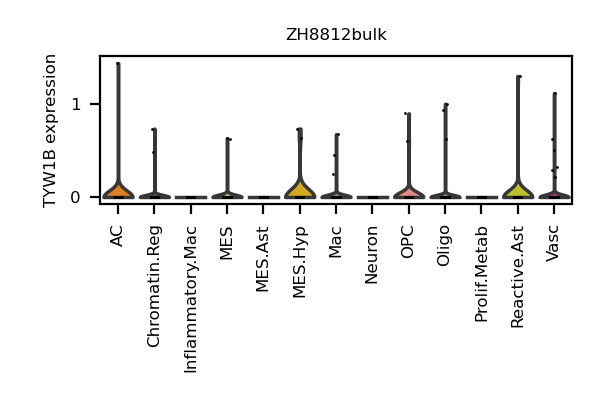 ZH8812bulk
TYW1B expression
1
0
AC
Chromatin.Reg
Inflammatory.Mac
MES
MES.Ast
MES.Hyp
Mac
Neuron
OPC
Oligo
Prolif.Metab
Reactive.Ast
Vasc